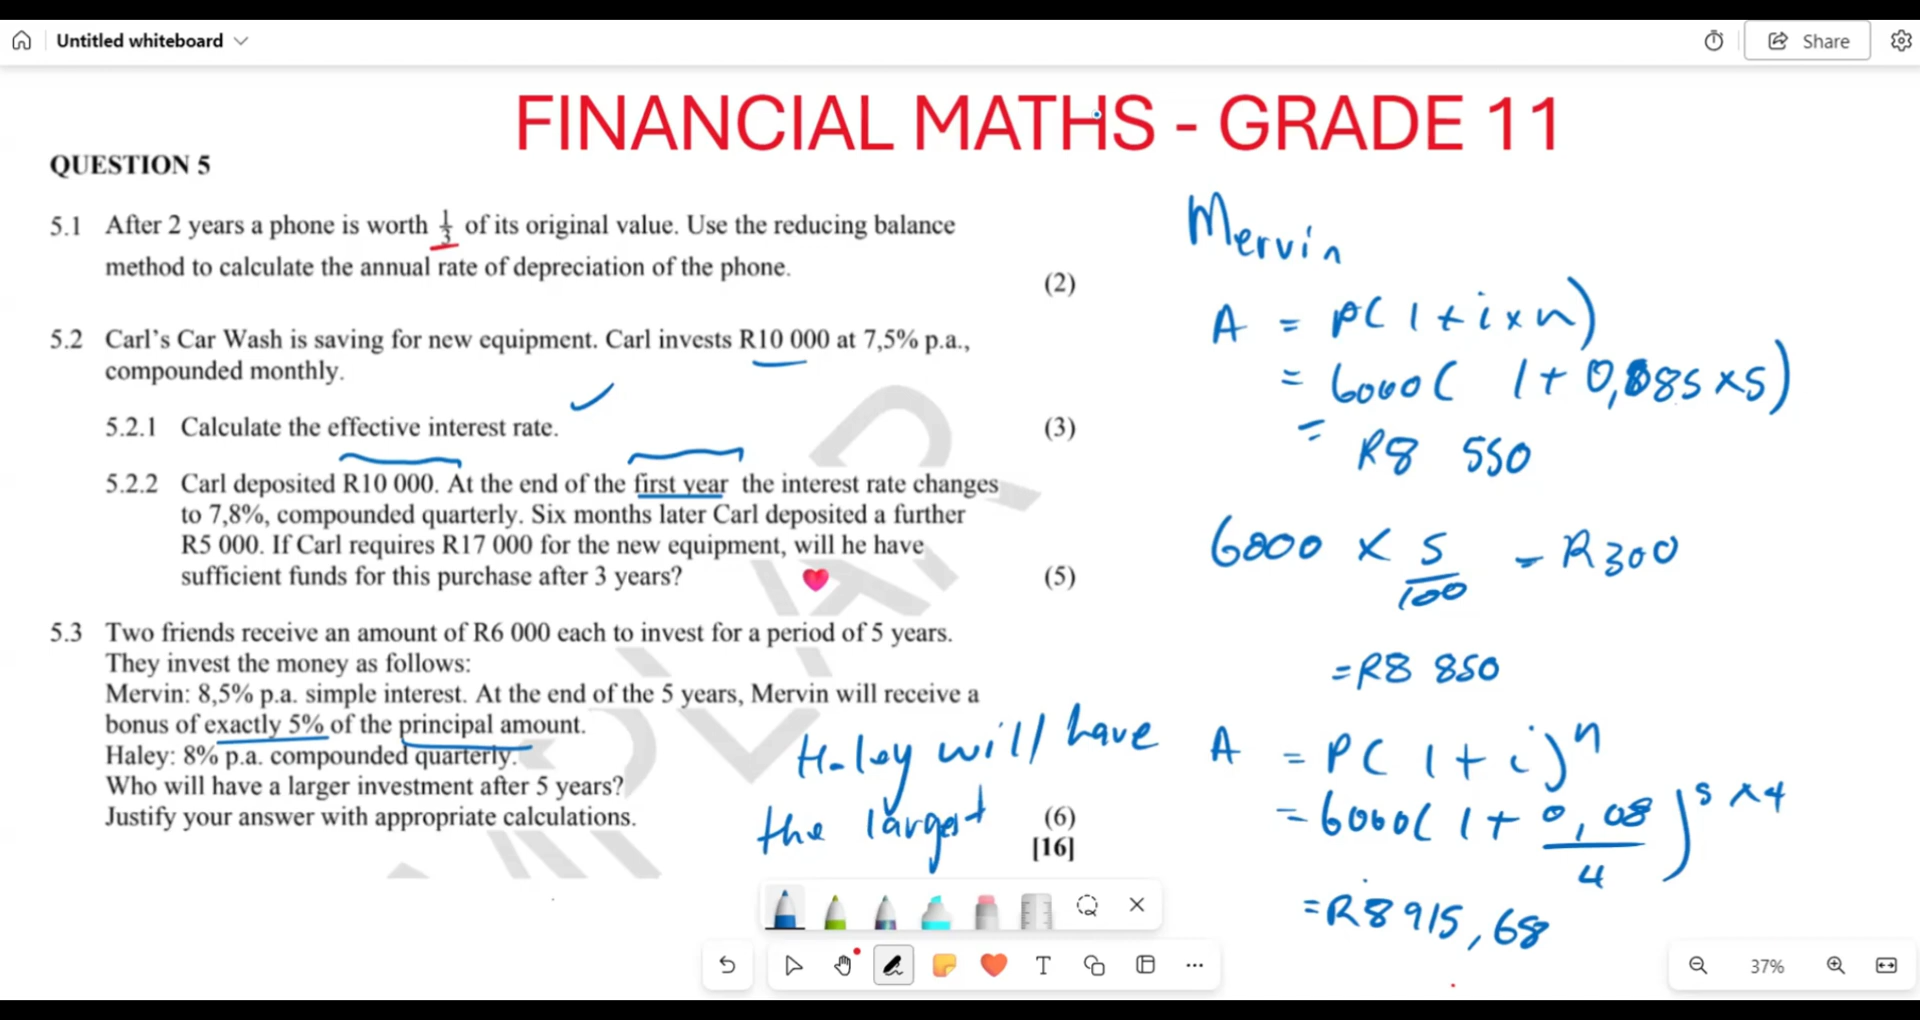 Untitled whiteboard
Share
FINANCIAL MATHS - GRADE 11
QUESTION 5
5.1 After 2 years a phone is worth 1/3 of its original value. Use the reducing balance
method to calculate the annual rate of depreciation of the phone.
(2)
5.2 Carl's Car Wash is saving for new equipment. Carl invests R10 000 at 7,5% p.a.,
compounded monthly.
5.2.1 Calculate the effective interest rate. (3)
5.2.2 Carl deposited R10 000. At the end of the first year the interest rate changes
to 7,8%, compounded quarterly. Six months later Carl deposited a further
R5 000. If Carl requires R17 000 for the new equipment, will he have
sufficient funds for this purchase after 3 years? (5)
5.3 Two friends receive an amount of R6 000 each to invest for a period of 5 years.
They invest the money as follows:
Mervin: 8,5% p.a. simple interest. At the end of the 5 years, Mervin will receive a
bonus of exactly 5% of the principal amount.
Haley: 8% p.a. compounded quarterly.
Who will have a larger investment after 5 years?
Justify your answer with appropriate calculations. (6)
[16]
Haley will have
the largest
Mervin
A = P(1+i×n)
= 6000(1+0,085×5)
= R8 550
6000 × 5/100 = R300
=R8 850
A = P(1+i)^n
= 6000(1+0,08/4)^5×4
=R8915,68
T
37%